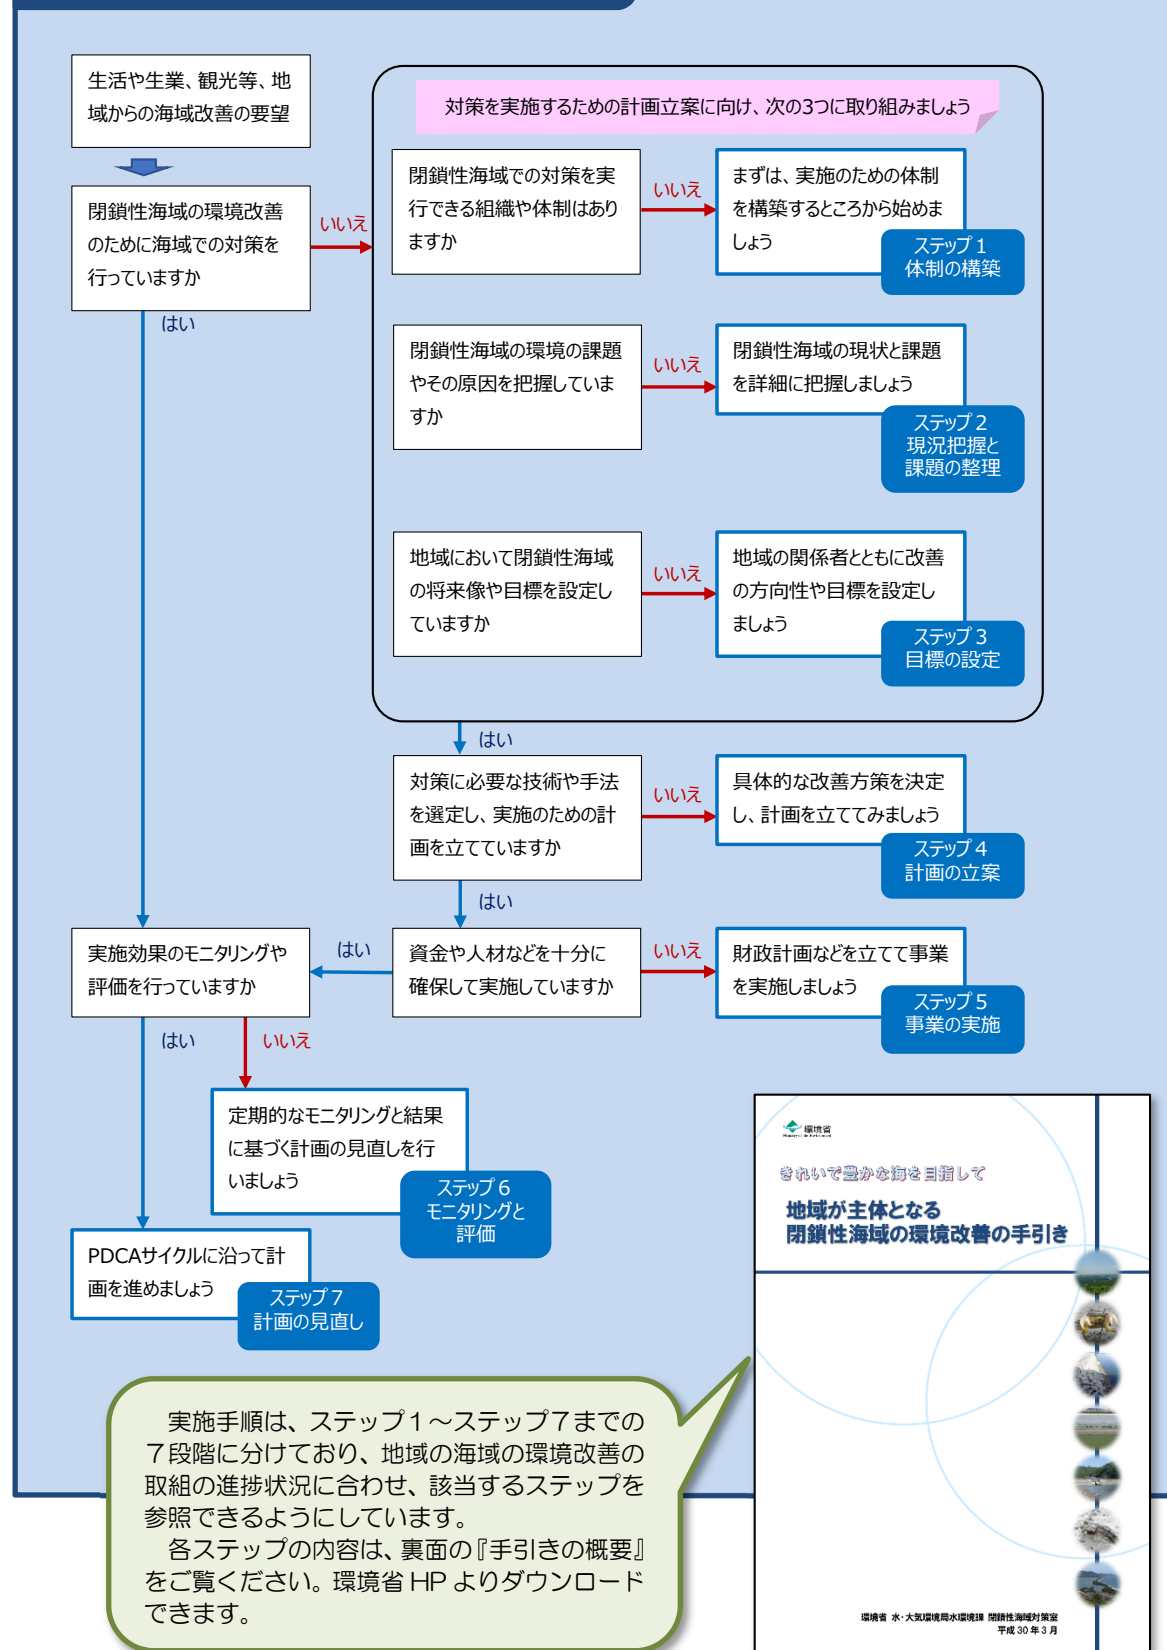 生活や生業、観光等、地
域からの海域改善の要望
対策を実施するための計画立案に向け、次の3つに取り組みましょう
閉鎖性海域の環境改善
のために海域での対策を
行っていますか
いいえ
はい
閉鎖性海域での対策を実
行できる組織や体制はあり
ますか
いいえ
まずは、実施のための体制
を構築するところから始めま
しょう
ステップ1
体制の構築
閉鎖性海域の環境の課題
やその原因を把握していま
すか
いいえ
閉鎖性海域の現状と課題
を詳細に把握しましょう
ステップ2
現況把握と
課題の整理
地域において閉鎖性海域
の将来像や目標を設定し
ていますか
いいえ
地域の関係者とともに改善
の方向性や目標を設定し
ましょう
ステップ3
目標の設定
はい
対策に必要な技術や手法
を選定し、実施のための計
画を立てていますか
いいえ
具体的な改善方策を決定
し、計画を立ててみましょう
ステップ4
計画の立案
はい
実施効果のモニタリングや
評価を行っていますか
はい
資金や人材などを十分に
確保して実施していますか
いいえ
財政計画などを立てて事業
を実施しましょう
ステップ5
事業の実施
はい
いいえ
定期的なモニタリングと結果
に基づく計画の見直しを行
いましょう
ステップ6
モニタリングと
評価
PDCAサイクルに沿って計
画を進めましょう
ステップ7
計画の見直し
環境省
Ministry of the Environment
きれいで豊かな海を目指して
地域が主体となる
閉鎖性海域の環境改善の手引き
環境省 水・大気環境局水環境課 閉鎖性海域対策室
平成30年3月
実施手順は、ステップ1~ステップ7までの
7段階に分けており、地域の海域の環境改善の
取組の進捗状況に合わせ、該当するステップを
参照できるようにしています。
各ステップの内容は、裏面の『手引きの概要』
をご覧ください。環境省 HP よりダウンロード
できます。